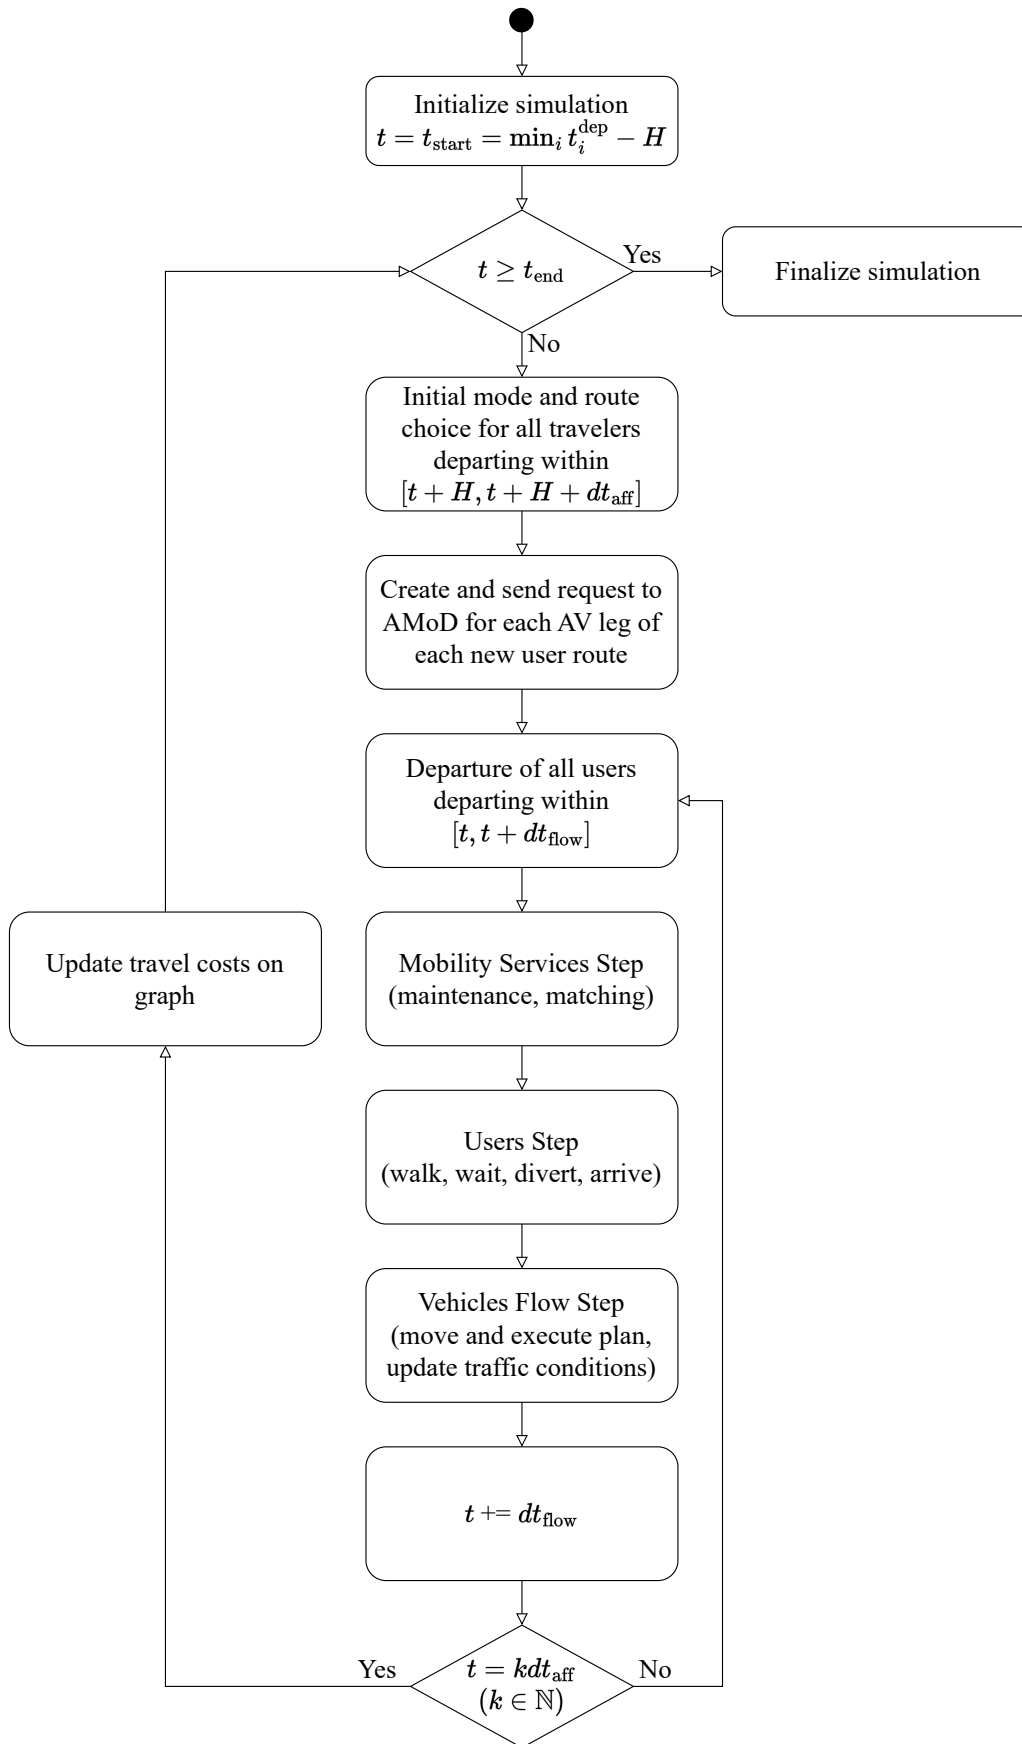 Initialize simulation
t = t_start = min_i t_i^dep − H
t ≥ t_end
Yes
Finalize simulation
No
Initial mode and route
choice for all travelers
departing within
[t + H, t + H + dt_aff]
Create and send request to
AMoD for each AV leg of
each new user route
Departure of all users
departing within
[t, t + dt_flow]
Update travel costs on
graph
Mobility Services Step
(maintenance, matching)
Users Step
(walk, wait, divert, arrive)
Vehicles Flow Step
(move and execute plan,
update traffic conditions)
t += dt_flow
Yes
t = kdt_aff
(k ∈ ℕ)
No